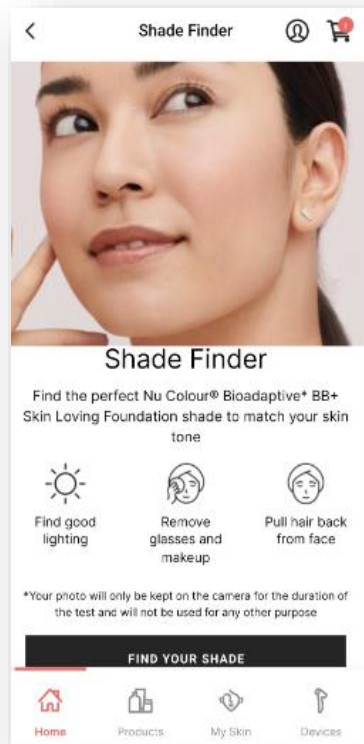 Shade Finder
Shade Finder
Find the perfect Nu Colour® Bioadaptive* BB+
Skin Loving Foundation shade to match your skin
tone
Find good
lighting
Remove
glasses and
makeup
Pull hair back
from face
*Your photo will only be kept on the camera for the duration of
the test and will not be used for any other purpose
FIND YOUR SHADE
Home
Products
My Skin
Devices